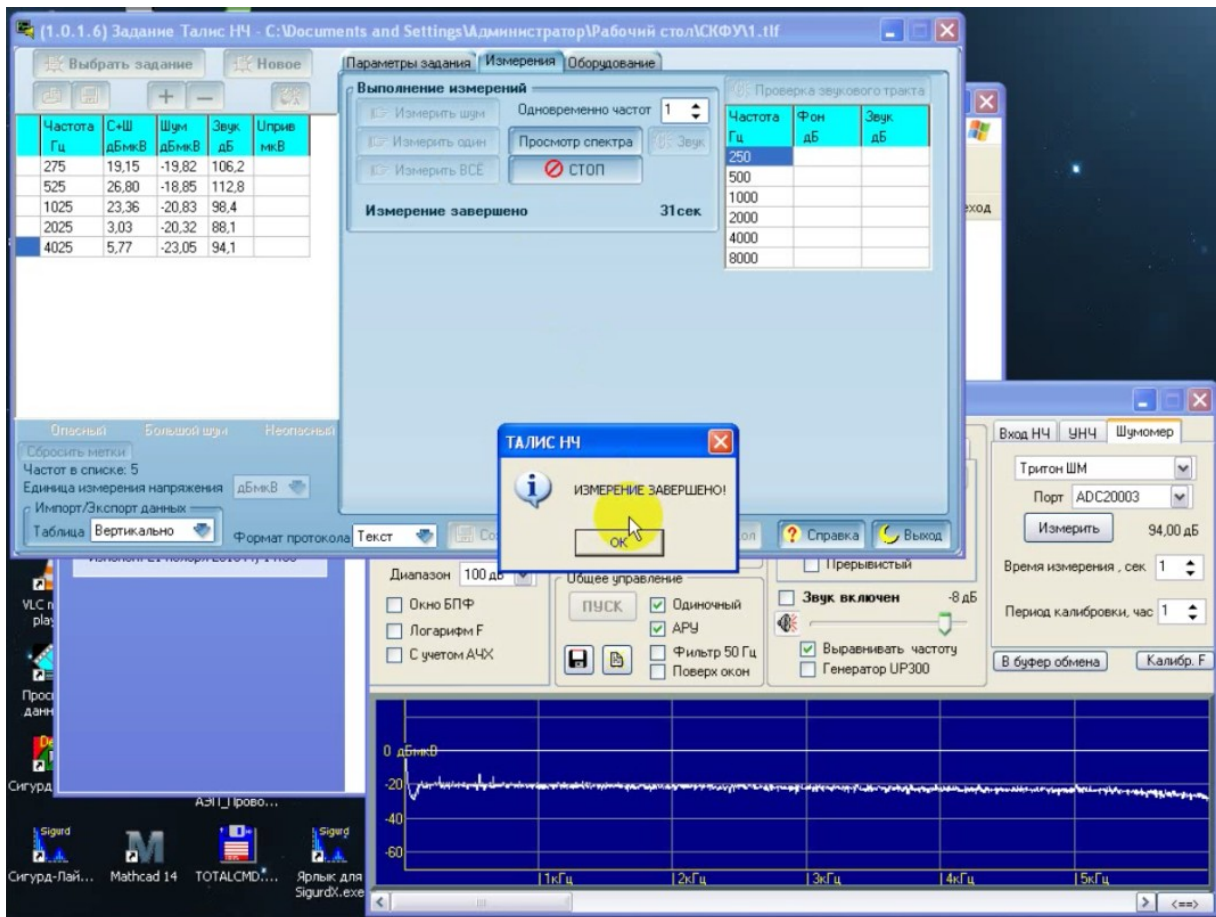 (1.0.1.6) Задание Талис НЧ - C:\Documents and Settings\Администратор\Рабочий стол\СКФУ\1.tlf
Выбрать задание
Новое
Параметры задания
Измерения
Оборудование
Выполнение измерений
Измерить шум
Одновременно частот
1
Измерить один
Просмотр спектра
Звук
Измерить ВСЁ
СТОП
Измерение завершено
31сек
Проверка звукового тракта
Частота Гц С+Ш дБмкВ Шум дБмкВ Звук дБ Uприв мкВ
275 19,15 -19,82 106,2
525 26,80 -18,85 112,8
1025 23,36 -20,83 98,4
2025 3,03 -20,32 88,1
4025 5,77 -23,05 94,1
Частота Гц Фон дБ Звук дБ
250
500
1000
2000
4000
8000
еход
Опасный Большой шум Неопасный
Сбросить метки
Частот в списке: 5
Единица измерения напряжения дБмкВ
Импорт/Экспорт данных
Таблица Вертикально
Формат протокола Текст
Справка
Выход
ТАЛИС НЧ
ИЗМЕРЕНИЕ ЗАВЕРШЕНО!
OK
Вход НЧ УНЧ Шумомер
Тритон ШМ
Порт ADC20003
Измерить 94,00 дБ
Время измерения , сек 1
Период калибровки, час 1
В буфер обмена
Калибр. F
Диапазон 100 дБ
Окно БПФ
Логарифм F
С учетом АЧХ
Общее управление
ПУСК
Одиночный
АРУ
Фильтр 50 Гц
Поверх окон
Прерывистый
Звук включен -8 дБ
Выравнивать частоту
Генератор UP300
0 дБмкВ
-20
-40
-60
1кГц 2кГц 3кГц 4кГц 5кГц
<==>
АЭП_Прово...
Sigurd
Сигурд-Лай...
Mathcad 14
TOTALCMD....
Sigurd
Ярлык для
SigurdX.exe